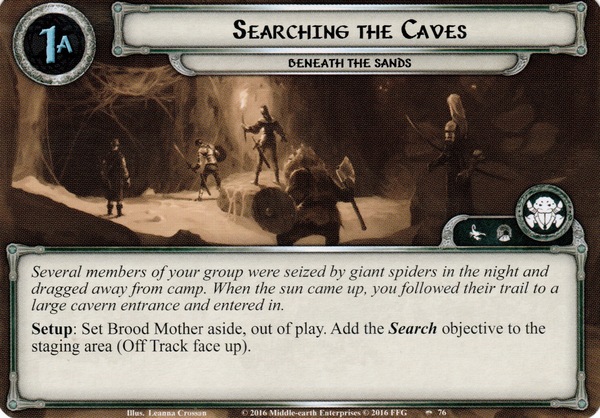 1A
Searching the Caves
Beneath the Sands
Several members of your group were seized by giant spiders in the night and
dragged away from camp. When the sun came up, you followed their trail to a
large cavern entrance and entered in.
Setup: Set Brood Mother aside, out of play. Add the Search objective to the
staging area (Off Track face up).
Illus. Leanna Crossan
© 2016 Middle-earth Enterprises © 2016 FFG
76